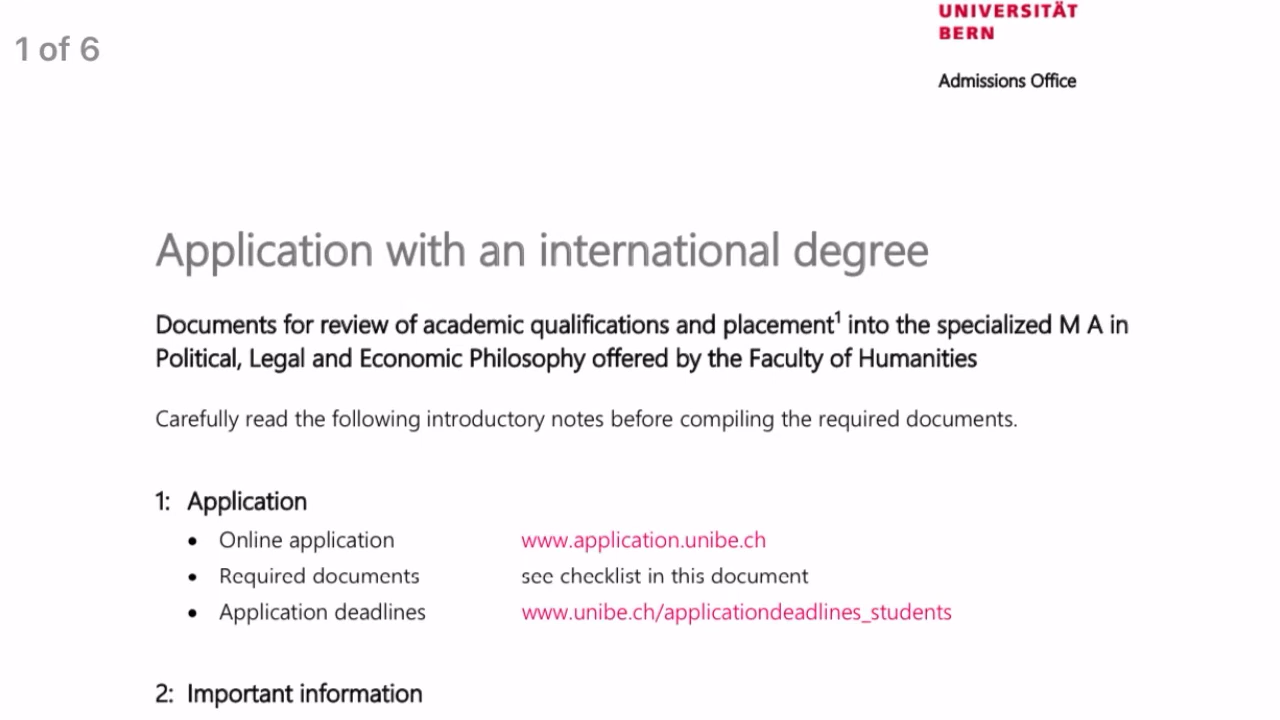 UNIVERSITÄT
BERN
1 of 6
Admissions Office
Application with an international degree
Documents for review of academic qualifications and placement¹ into the specialized M A in
Political, Legal and Economic Philosophy offered by the Faculty of Humanities
Carefully read the following introductory notes before compiling the required documents.
1: Application
• Online application www.application.unibe.ch
• Required documents see checklist in this document
• Application deadlines www.unibe.ch/applicationdeadlines_students
2: Important information